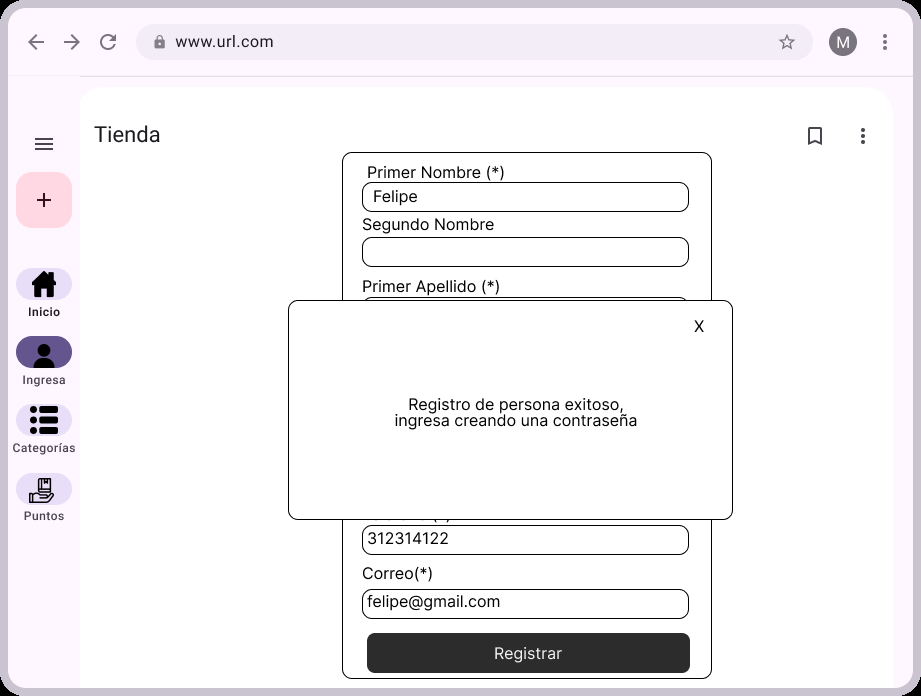 www.url.com
M
Tienda
+
Inicio
Ingresa
Categorías
Puntos
Primer Nombre (*)
Felipe
Segundo Nombre
Primer Apellido (*)
X
Registro de persona exitoso,
ingresa creando una contraseña
312314122
Correo(*)
felipe@gmail.com
Registrar